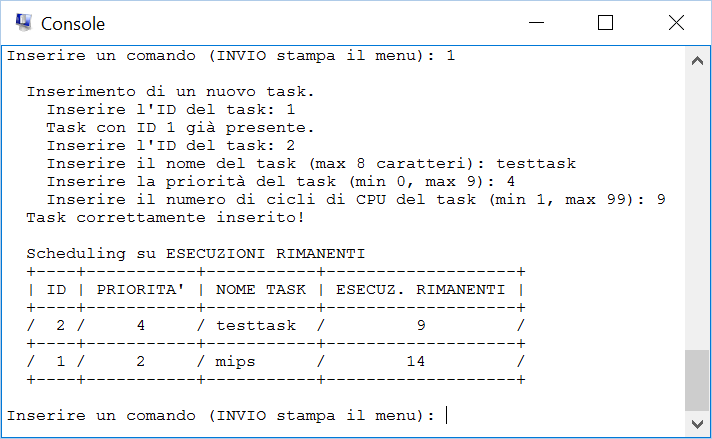 Console
Inserire un comando (INVIO stampa il menu): 1
Inserimento di un nuovo task.
Inserire l'ID del task: 1
Task con ID 1 già presente.
Inserire l'ID del task: 2
Inserire il nome del task (max 8 caratteri): testtask
Inserire la priorità del task (min 0, max 9): 4
Inserire il numero di cicli di CPU del task (min 1, max 99): 9
Task correttamente inserito!
Scheduling su ESECUZIONI RIMANENTI
+----+-----------+-----------+-------------------+
| ID | PRIORITA' | NOME TASK | ESECUZ. RIMANENTI |
+----+-----------+-----------+-------------------+
/  2 /     4     / testtask  /         9         /
+----+-----------+-----------+-------------------+
/  1 /     2     / mips      /        14         /
+----+-----------+-----------+-------------------+
Inserire un comando (INVIO stampa il menu):